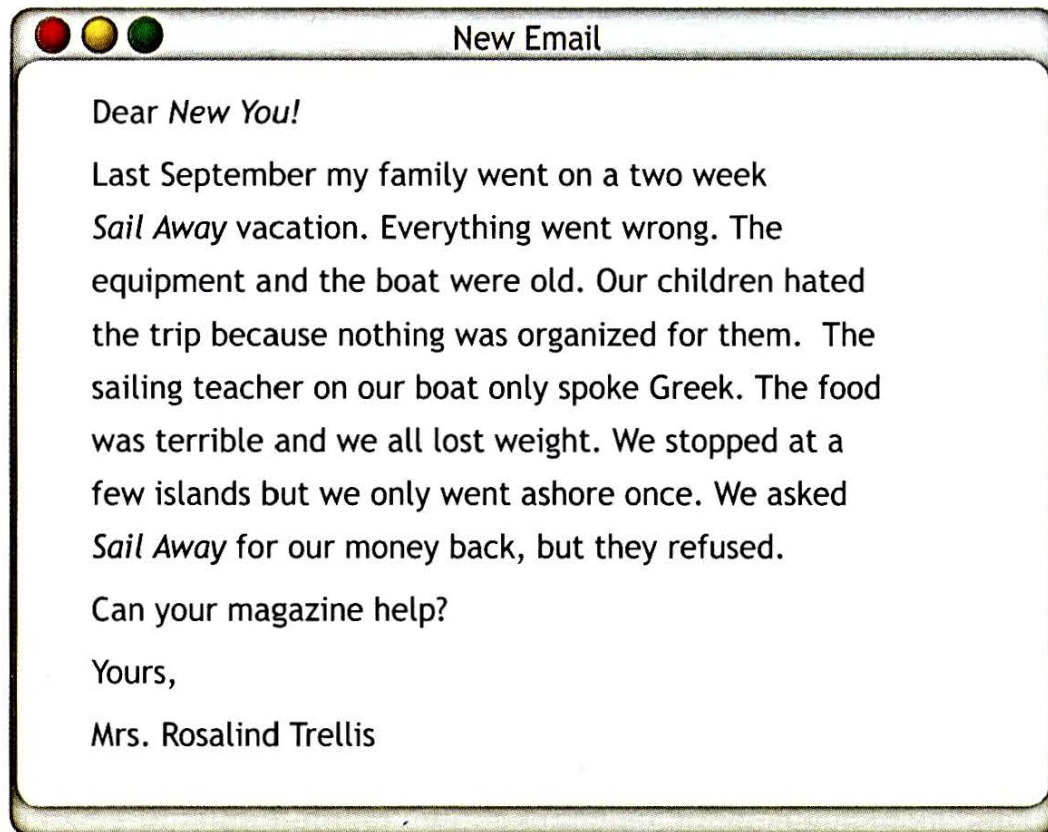 New Email
Dear New You!
Last September my family went on a two week
Sail Away vacation. Everything went wrong. The
equipment and the boat were old. Our children hated
the trip because nothing was organized for them. The
sailing teacher on our boat only spoke Greek. The food
was terrible and we all lost weight. We stopped at a
few islands but we only went ashore once. We asked
Sail Away for our money back, but they refused.
Can your magazine help?
Yours,
Mrs. Rosalind Trellis